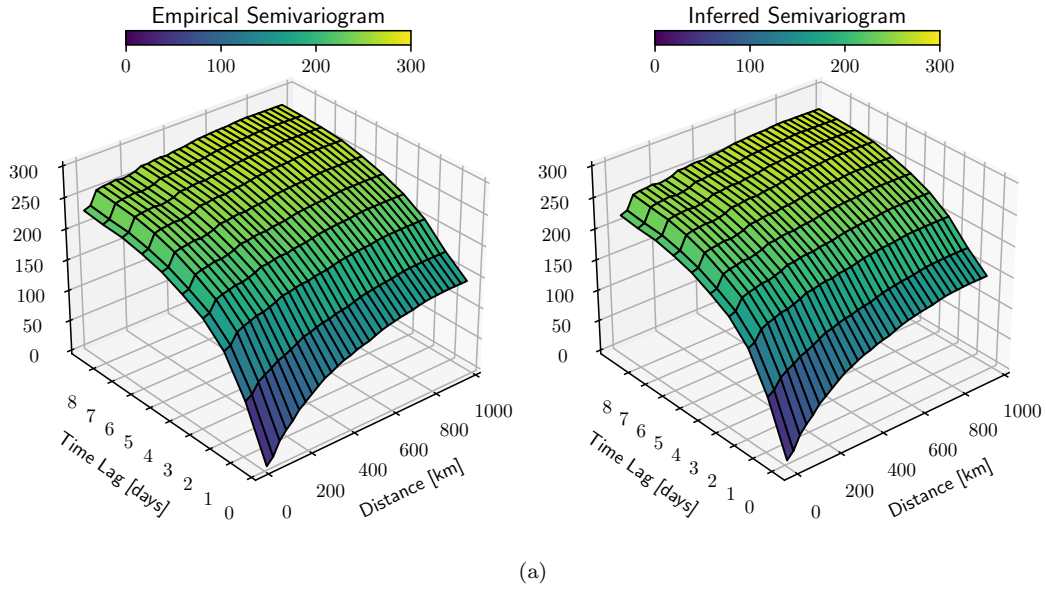 Empirical Semivariogram
0 100 200 300
300
250
200
150
100
50
0
8 7 6 5 4 3 2 1 0
Time Lag [days]
0 200 400 600 800 1000
Distance [km]
Inferred Semivariogram
0 100 200 300
300
250
200
150
100
50
0
8 7 6 5 4 3 2 1 0
Time Lag [days]
0 200 400 600 800 1000
Distance [km]
(a)